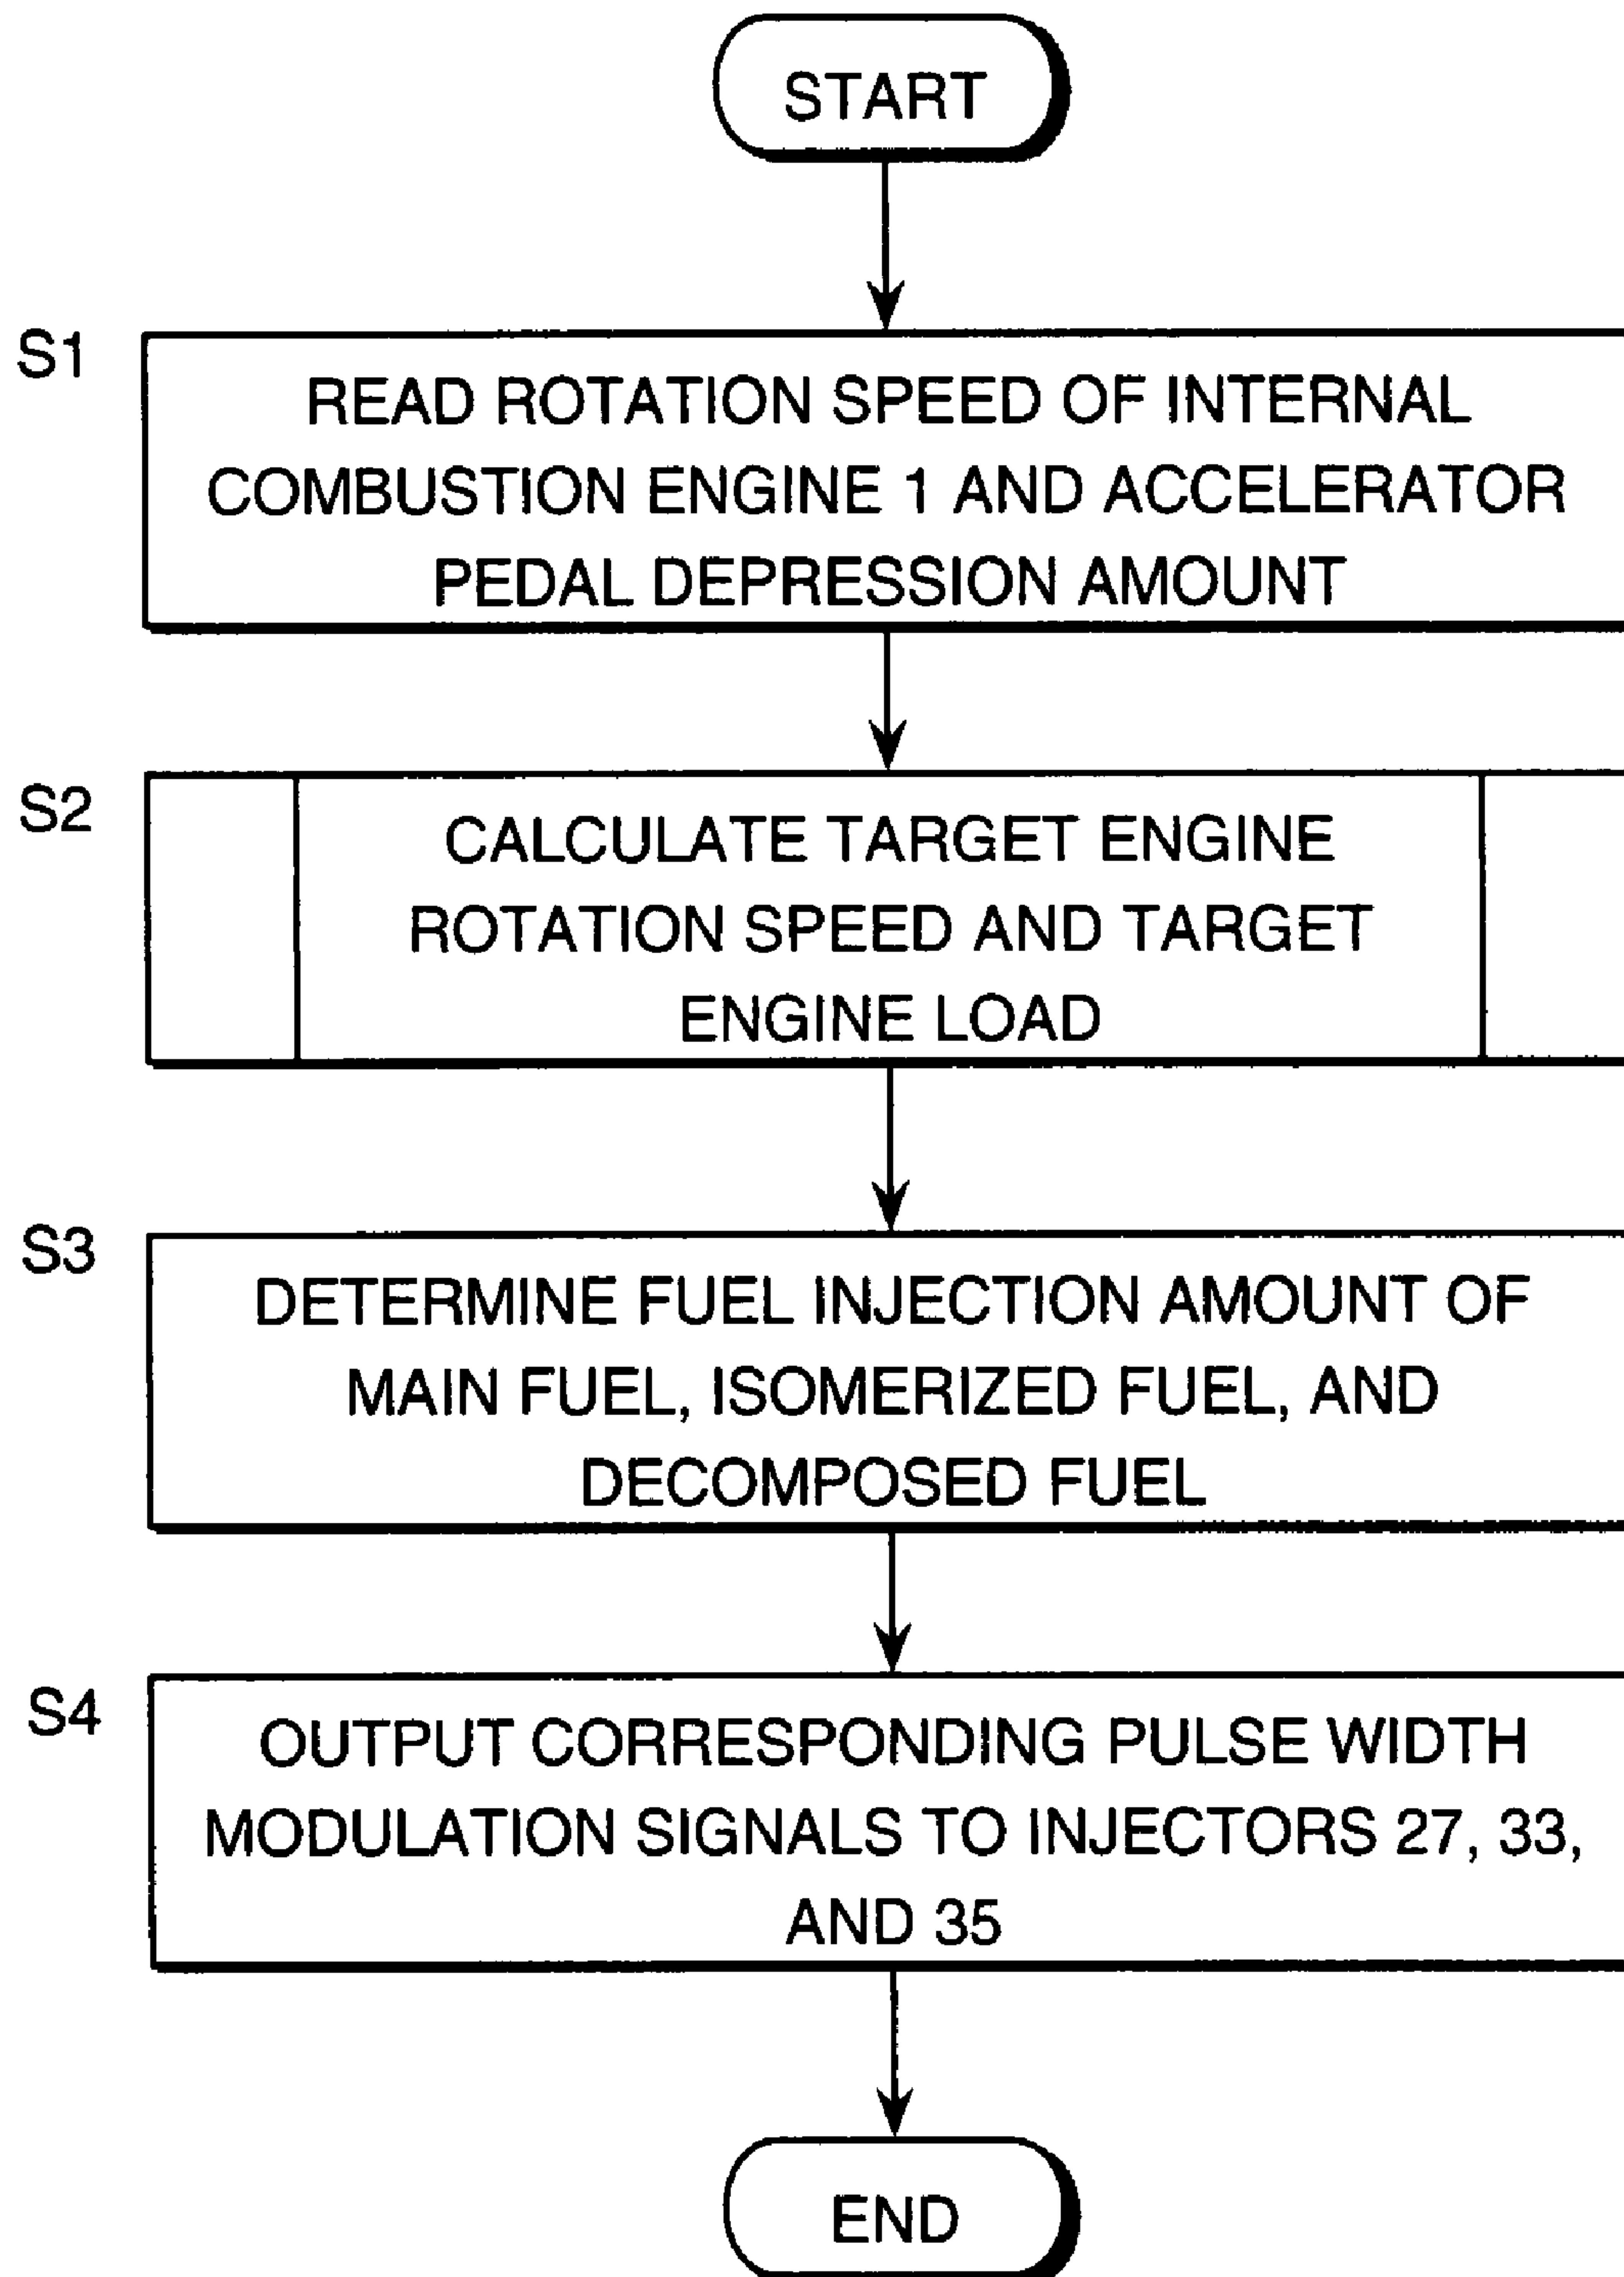 START
S1
READ ROTATION SPEED OF INTERNAL
COMBUSTION ENGINE 1 AND ACCELERATOR
PEDAL DEPRESSION AMOUNT
S2
CALCULATE TARGET ENGINE
ROTATION SPEED AND TARGET
ENGINE LOAD
S3
DETERMINE FUEL INJECTION AMOUNT OF
MAIN FUEL, ISOMERIZED FUEL, AND
DECOMPOSED FUEL
S4
OUTPUT CORRESPONDING PULSE WIDTH
MODULATION SIGNALS TO INJECTORS 27, 33,
AND 35
END